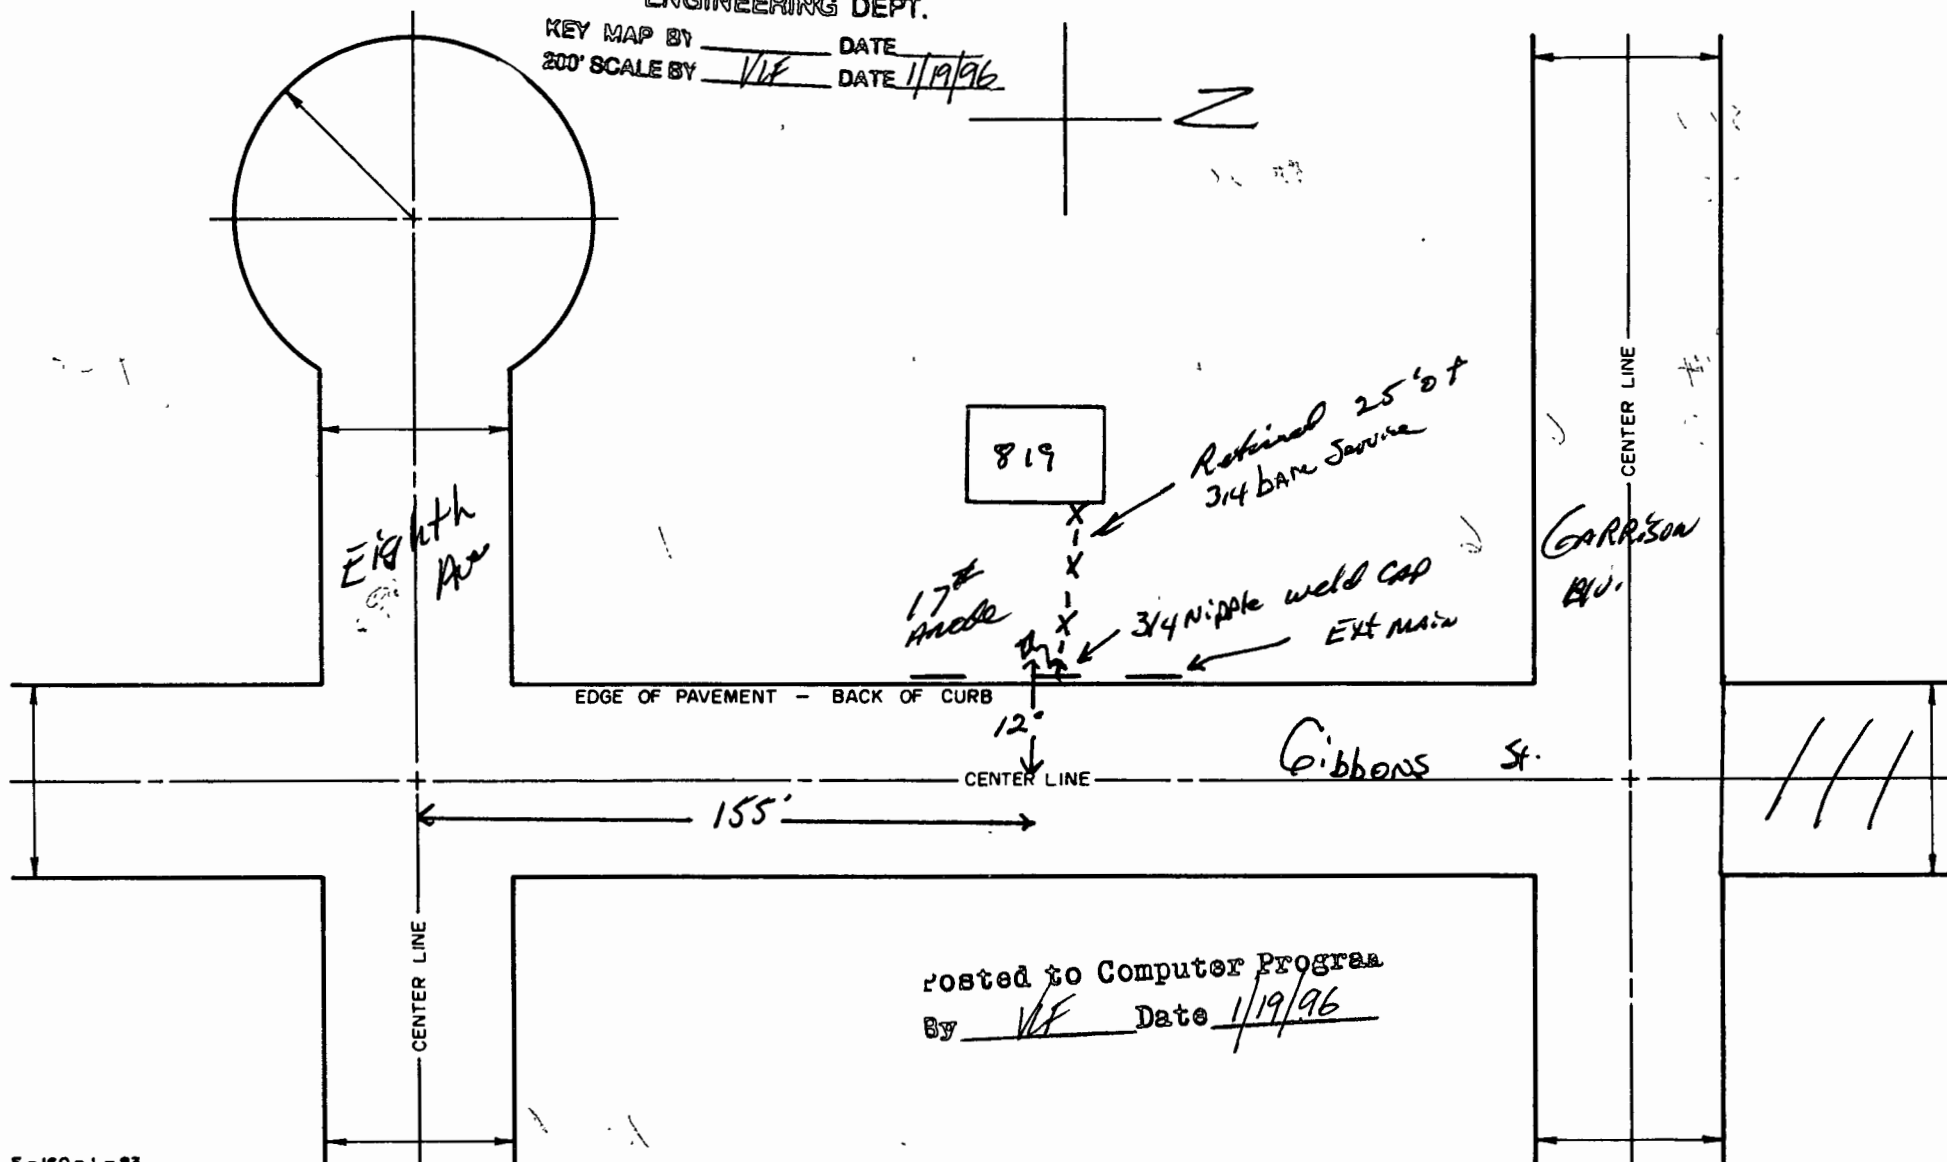 ENGINEERING DEPT.
KEY MAP BY ________ DATE ________
200' SCALE BY VLF DATE 1/19/96
Z
CENTER LINE
819
Retired 25' of
3/4 bare Service
Eighth
Ave
GARRISON
Blv.
17#
Anode
3/4 Nipple weld CAP
Ext MAIN
EDGE OF PAVEMENT – BACK OF CURB
12'
Gibbons St.
CENTER LINE
155'
CENTER LINE
Posted to Computer Program
By VLF Date 1/19/96